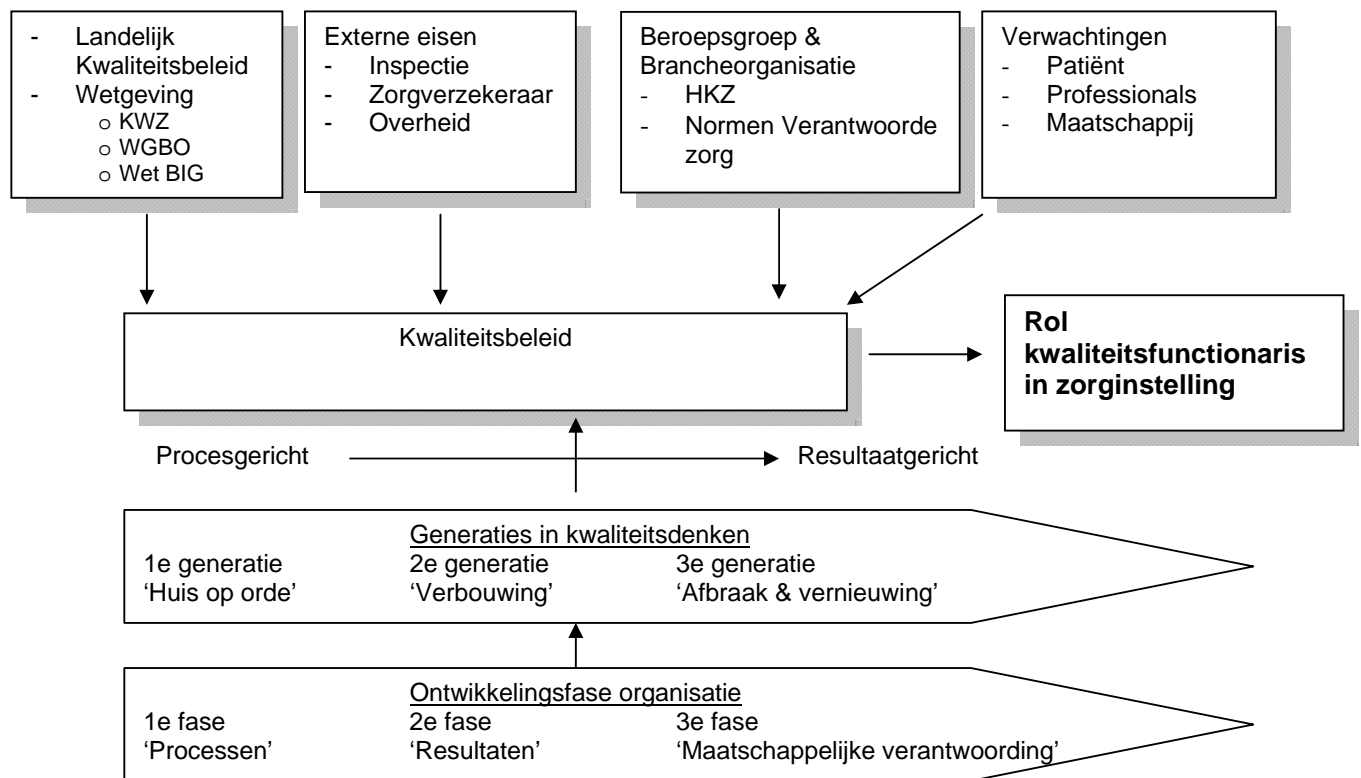 - Landelijk
Kwaliteitsbeleid
- Wetgeving
o KWZ
o WGBO
o Wet BIG
Externe eisen
- Inspectie
- Zorgverzekeraar
- Overheid
Beroepsgroep &
Brancheorganisatie
- HKZ
- Normen Verantwoorde
zorg
Verwachtingen
- Patiënt
- Professionals
- Maatschappij
Kwaliteitsbeleid
Rol
kwaliteitsfunctionaris
in zorginstelling
Procesgericht
Resultaatgericht
Generaties in kwaliteitsdenken
1e generatie 2e generatie 3e generatie
‘Huis op orde’ ‘Verbouwing’ ‘Afbraak & vernieuwing’
Ontwikkelingsfase organisatie
1e fase 2e fase 3e fase
‘Processen’ ‘Resultaten’ ‘Maatschappelijke verantwoording’